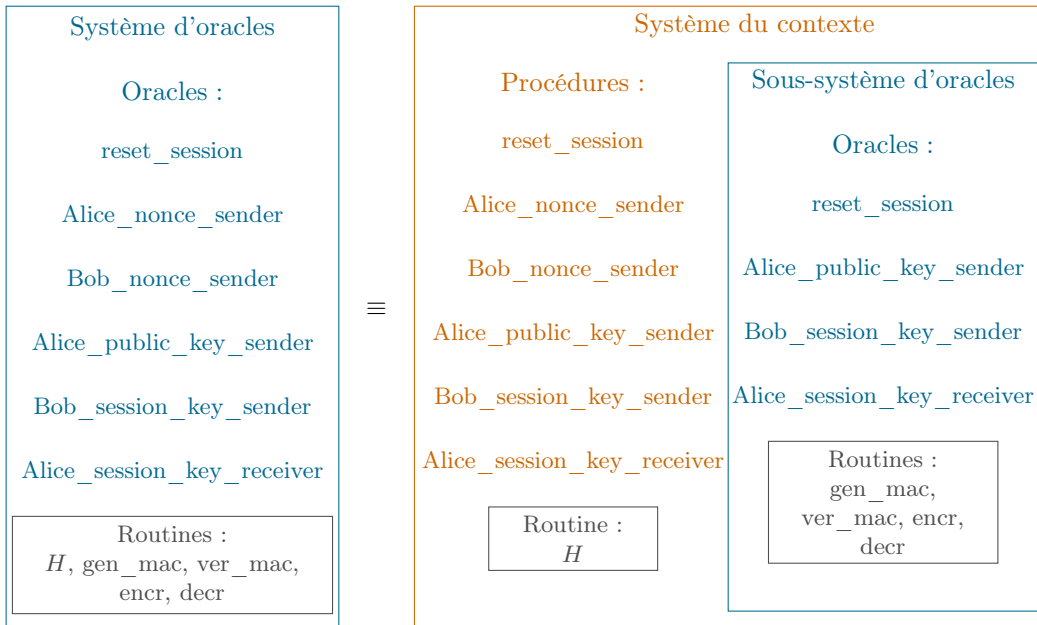 Système d'oracles
Oracles :
reset_session
Alice_nonce_sender
Bob_nonce_sender
Alice_public_key_sender
Bob_session_key_sender
Alice_session_key_receiver
Routines :
H, gen_mac, ver_mac,
encr, decr
≡
Système du contexte
Procédures :
reset_session
Alice_nonce_sender
Bob_nonce_sender
Alice_public_key_sender
Bob_session_key_sender
Alice_session_key_receiver
Routine :
H
Sous-système d'oracles
Oracles :
reset_session
Alice_public_key_sender
Bob_session_key_sender
Alice_session_key_receiver
Routines :
gen_mac,
ver_mac, encr,
decr